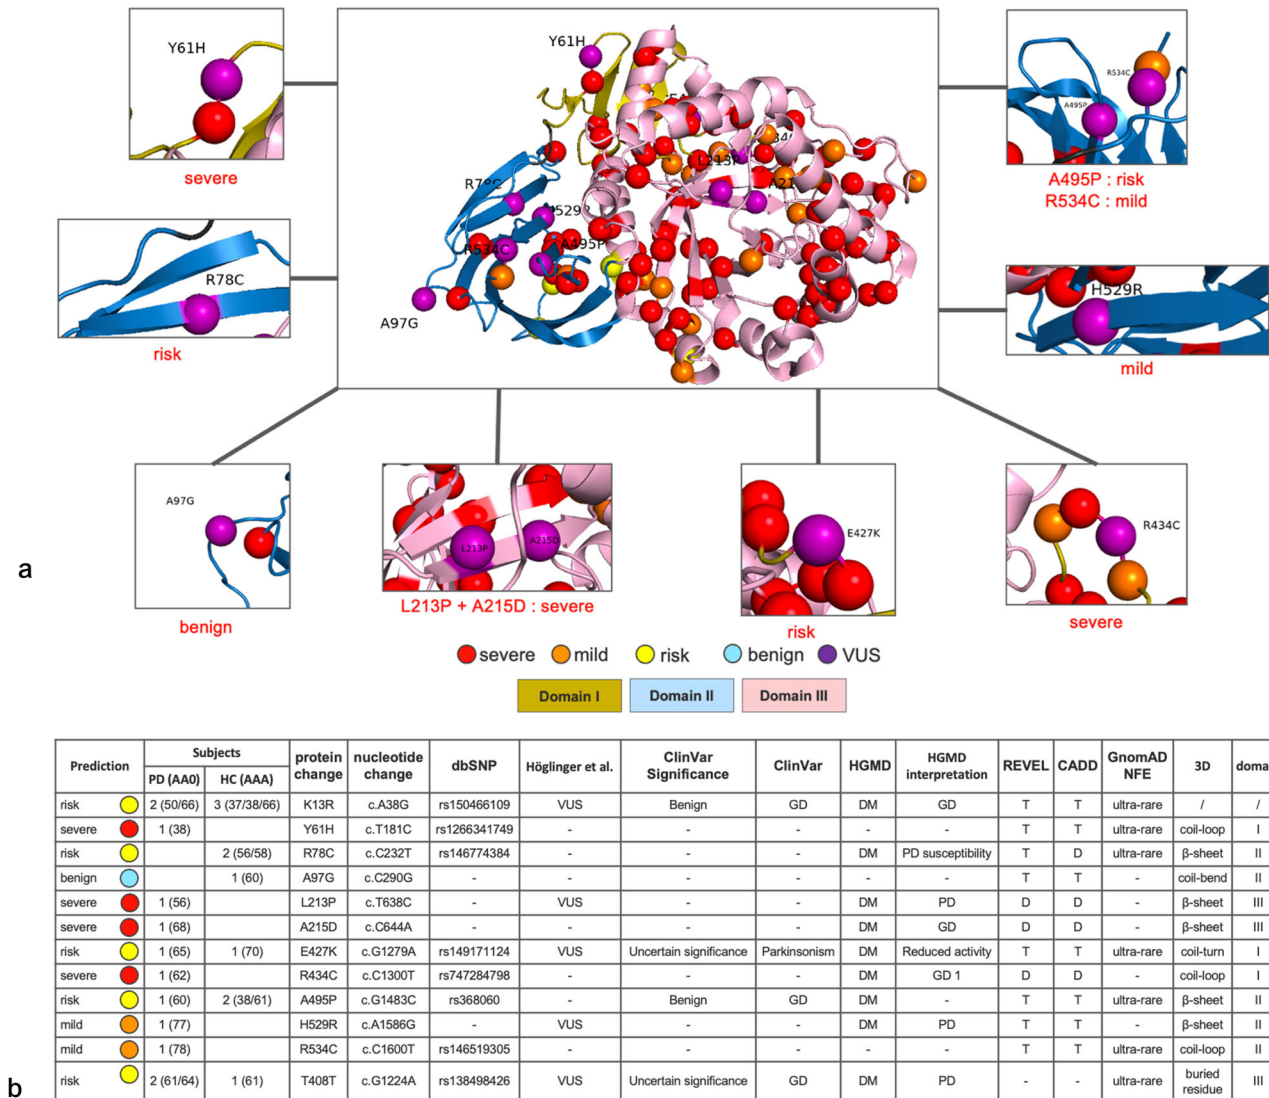 Y61H
severe
R78C
risk
Y61H
L213P
A21
R7
529
R534C
A495P
A97G
R534C
A495P
A495P : risk
R534C : mild
H529R
mild
A97G
benign
L213P
A215D
L213P + A215D : severe
E427K
risk
R434C
severe
a
severe mild risk benign VUS
Domain I Domain II Domain III
Prediction Subjects protein change nucleotide change dbSNP Höglinger et al. ClinVar Significance ClinVar HGMD HGMD interpretation REVEL CADD GnomAD NFE 3D domai
PD (AA0) HC (AAA)
risk 2 (50/66) 3 (37/38/66) K13R c.A38G rs150466109 VUS Benign GD DM GD T T ultra-rare / /
severe 1 (38) Y61H c.T181C rs1266341749 - - - - - T T ultra-rare coil-loop I
risk 2 (56/58) R78C c.C232T rs146774384 - - - DM PD susceptibility T D ultra-rare β-sheet II
benign 1 (60) A97G c.C290G - - - - - - T T - coil-bend II
severe 1 (56) L213P c.T638C - VUS - - DM PD D D - β-sheet III
severe 1 (68) A215D c.C644A - - - - DM GD D D - β-sheet III
risk 1 (65) 1 (70) E427K c.G1279A rs149171124 VUS Uncertain significance Parkinsonism DM Reduced activity T T ultra-rare coil-turn I
severe 1 (62) R434C c.C1300T rs747284798 - - - DM GD 1 D D - coil-loop I
risk 1 (60) 2 (38/61) A495P c.G1483C rs368060 - Benign GD DM - T T ultra-rare β-sheet II
mild 1 (77) H529R c.A1586G - VUS - - DM PD T T - β-sheet II
mild 1 (78) R534C c.C1600T rs146519305 - - - - - T T ultra-rare coil-loop II
risk 2 (61/64) 1 (61) T408T c.G1224A rs138498426 VUS Uncertain significance GD DM PD - - ultra-rare buried residue III
b